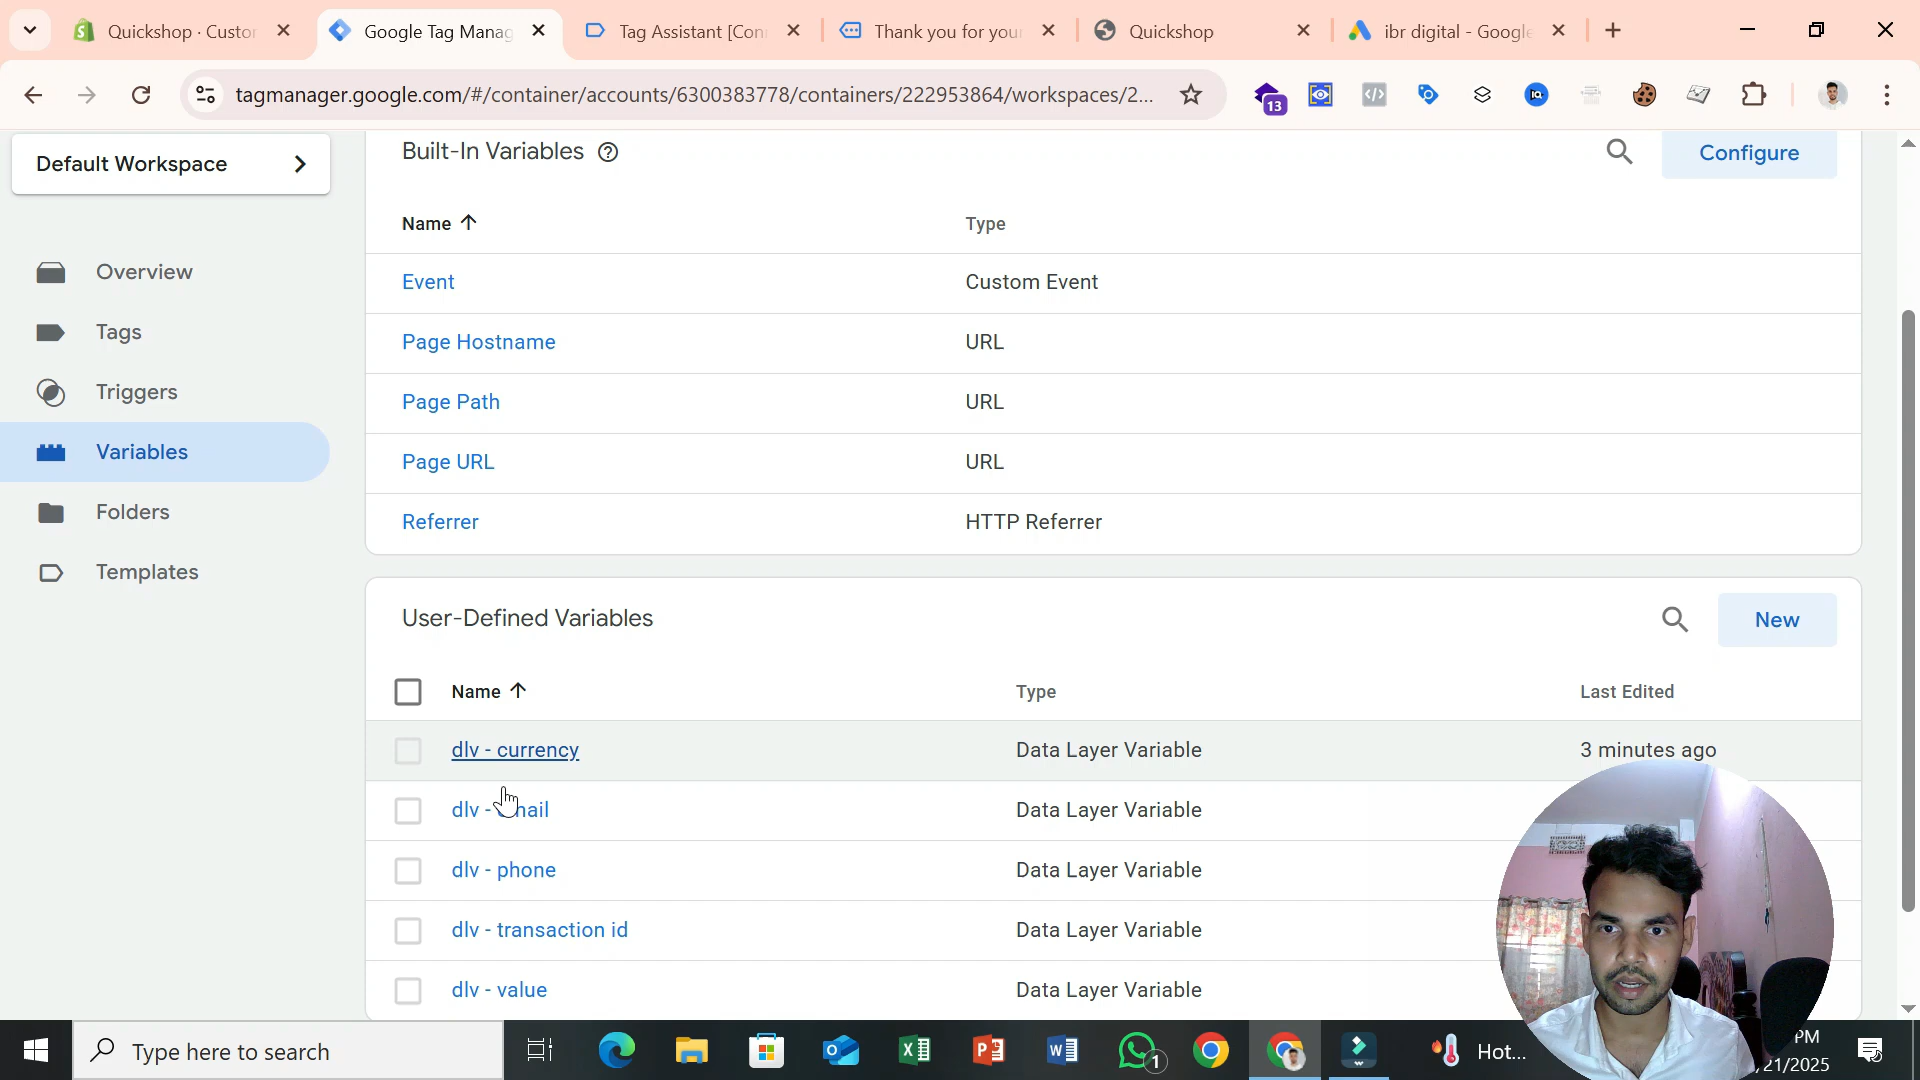 Quickshop · Custor
Google Tag Manag
Tag Assistant [Con
Thank you for you
Quickshop
ibr digital - Google
tagmanager.google.com/#/container/accounts/6300383778/containers/222953864/workspaces/2...
13
Default Workspace
Built-In Variables
Configure
Name
Type
Overview
Event
Custom Event
Tags
Page Hostname
URL
Triggers
Page Path
URL
Variables
Page URL
URL
Folders
Referrer
HTTP Referrer
Templates
User-Defined Variables
New
Name
Type
Last Edited
dlv - currency
Data Layer Variable
3 minutes ago
dlv - email
Data Layer Variable
dlv - phone
Data Layer Variable
dlv - transaction id
Data Layer Variable
dlv - value
Data Layer Variable
Type here to search
1
Hot...
PM
/21/2025